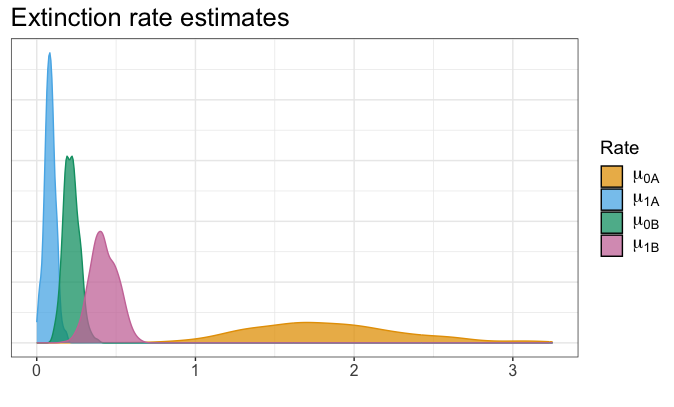 Extinction rate estimates
Rate
μ0A
μ1A
μ0B
μ1B
0 1 2 3